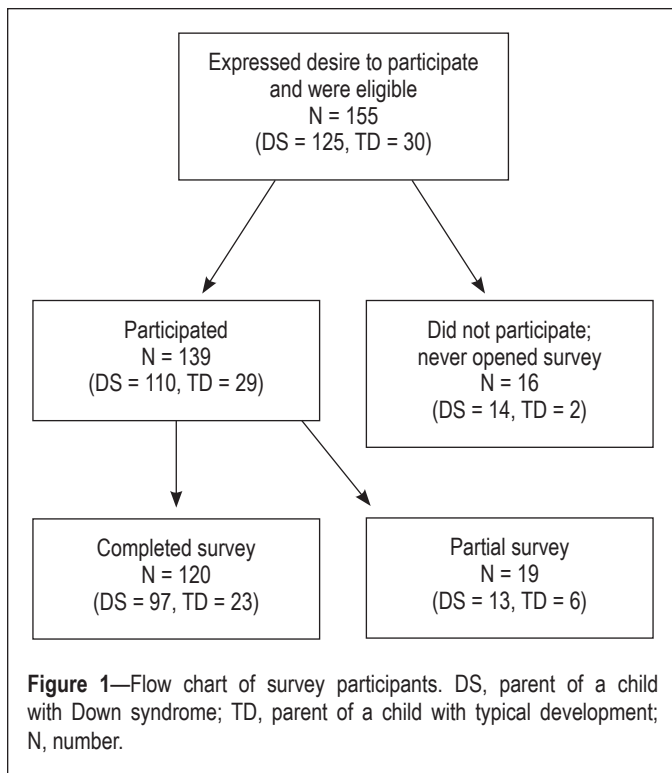 Expressed desire to participate
and were eligible
N = 155
(DS = 125, TD = 30)
Participated
N = 139
(DS = 110, TD = 29)
Did not participate;
never opened survey
N = 16
(DS = 14, TD = 2)
Completed survey
N = 120
(DS = 97, TD = 23)
Partial survey
N = 19
(DS = 13, TD = 6)
Figure 1—Flow chart of survey participants. DS, parent of a child
with Down syndrome; TD, parent of a child with typical development;
N, number.